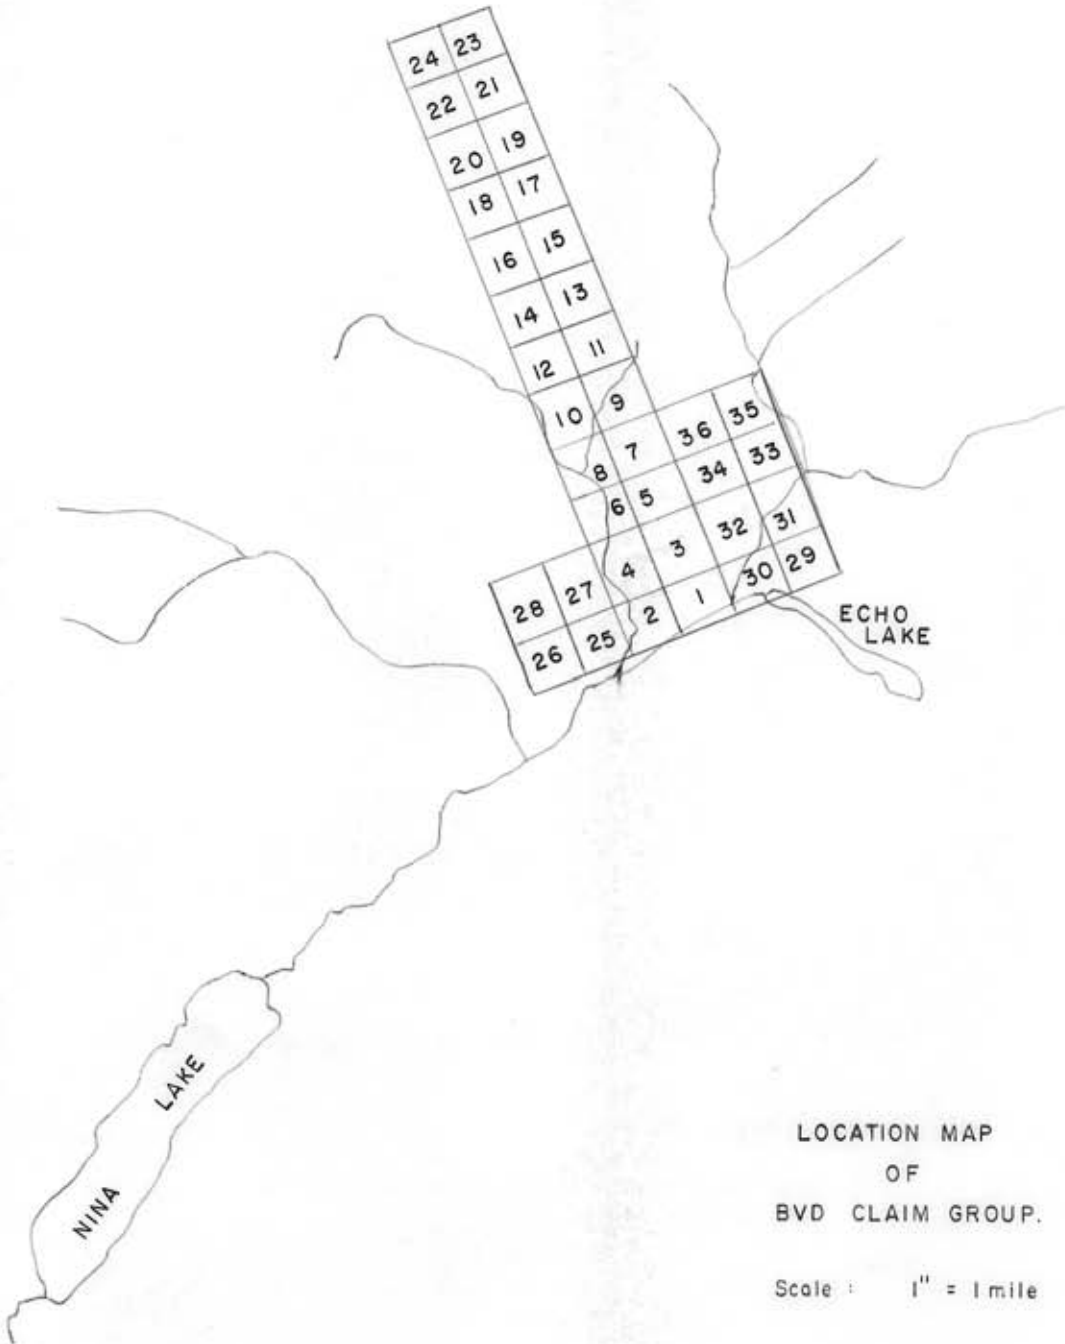 24 23
22 21
20 19
18 17
16 15
14 13
12 11
10 9
8 7 36 35
6 5 34 33
28 27 4 3 32 31
26 25 2 1 30 29
ECHO
LAKE
NINA LAKE
LOCATION MAP
OF
BVD CLAIM GROUP.
Scale : 1" = 1 mile